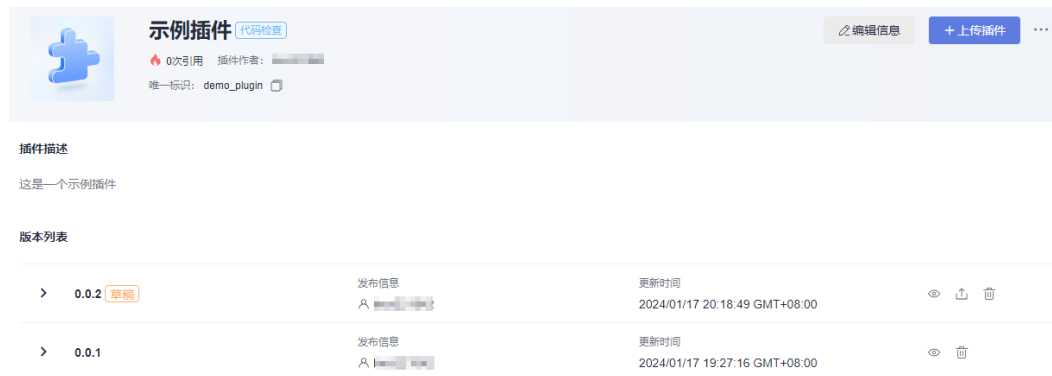 示例插件 代码检查
编辑信息 +上传插件 ...
0次引用 插件作者:
唯一标识: demo_plugin
插件描述
这是一个示例插件
版本列表
发布信息 更新时间
0.0.2 草稿
2024/01/17 20:18:49 GMT+08:00
发布信息 更新时间
0.0.1
2024/01/17 19:27:16 GMT+08:00